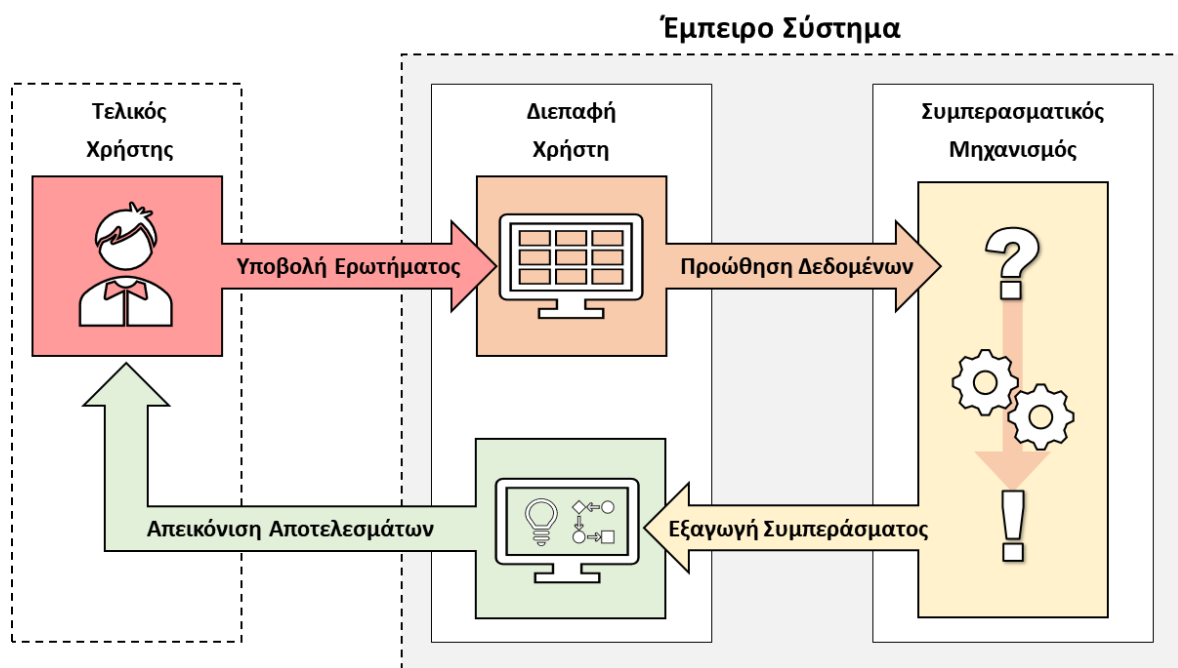 Έμπειρο Σύστημα
Τελικός
Χρήστης
Διεπαφή
Χρήστη
Συμπερασματικός
Μηχανισμός
Υποβολή Ερωτήματος
Προώθηση Δεδομένων
?
!
Απεικόνιση Αποτελεσμάτων
Εξαγωγή Συμπεράσματος